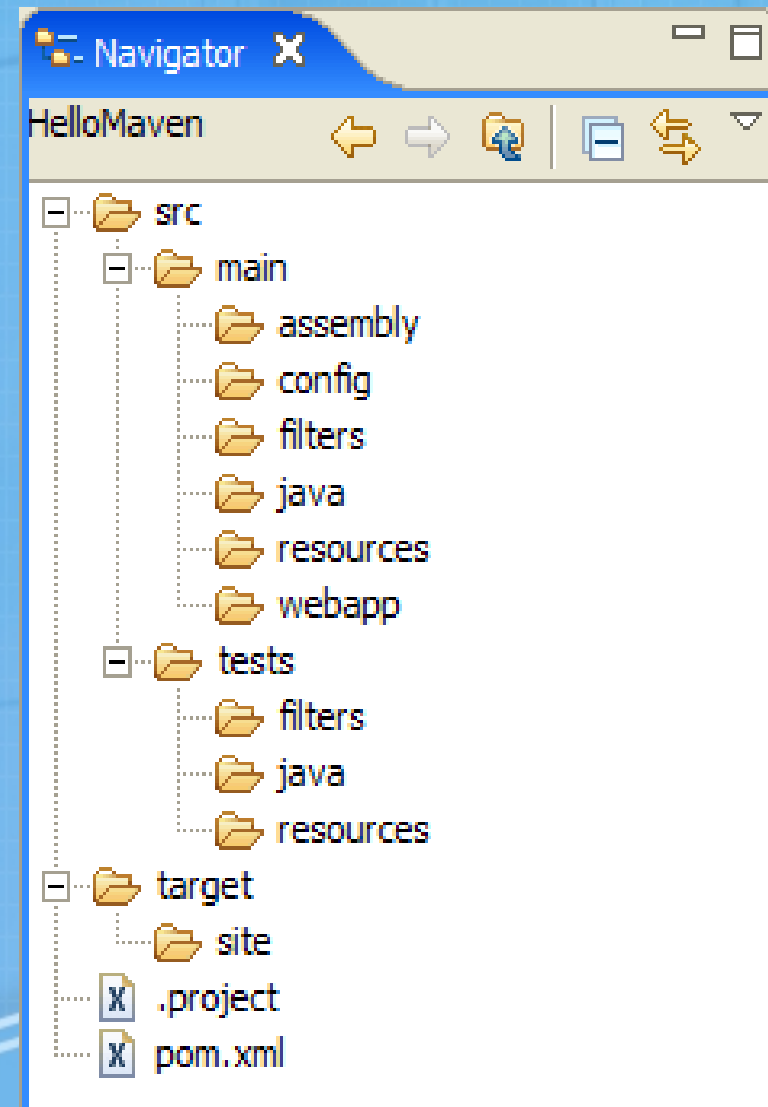 Navigator
HelloMaven
src
main
assembly
config
filters
java
resources
webapp
tests
filters
java
resources
target
site
.project
pom.xml